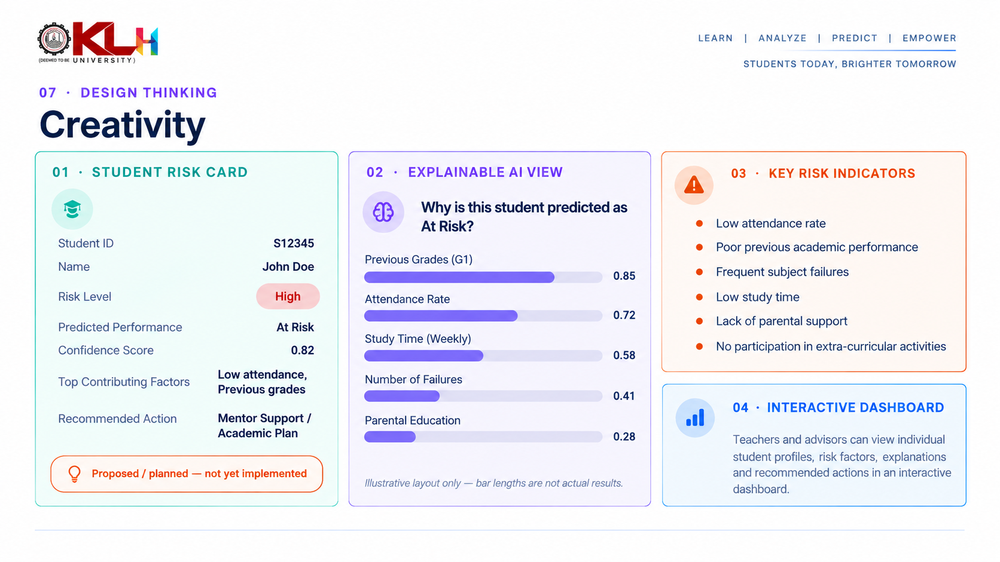 KLH
(DEEMED TO BE UNIVERSITY)
LEARN | ANALYZE | PREDICT | EMPOWER
STUDENTS TODAY, BRIGHTER TOMORROW
07 · DESIGN THINKING
Creativity
01 · STUDENT RISK CARD
Student ID S12345
Name John Doe
Risk Level High
Predicted Performance At Risk
Confidence Score 0.82
Top Contributing Factors Low attendance,
Previous grades
Recommended Action Mentor Support /
Academic Plan
Proposed / planned — not yet implemented
02 · EXPLAINABLE AI VIEW
Why is this student predicted as
At Risk?
Previous Grades (G1)
0.85
Attendance Rate
0.72
Study Time (Weekly)
0.58
Number of Failures
0.41
Parental Education
0.28
Illustrative layout only — bar lengths are not actual results.
03 · KEY RISK INDICATORS
• Low attendance rate
• Poor previous academic performance
• Frequent subject failures
• Low study time
• Lack of parental support
• No participation in extra-curricular activities
04 · INTERACTIVE DASHBOARD
Teachers and advisors can view individual
student profiles, risk factors, explanations
and recommended actions in an interactive
dashboard.